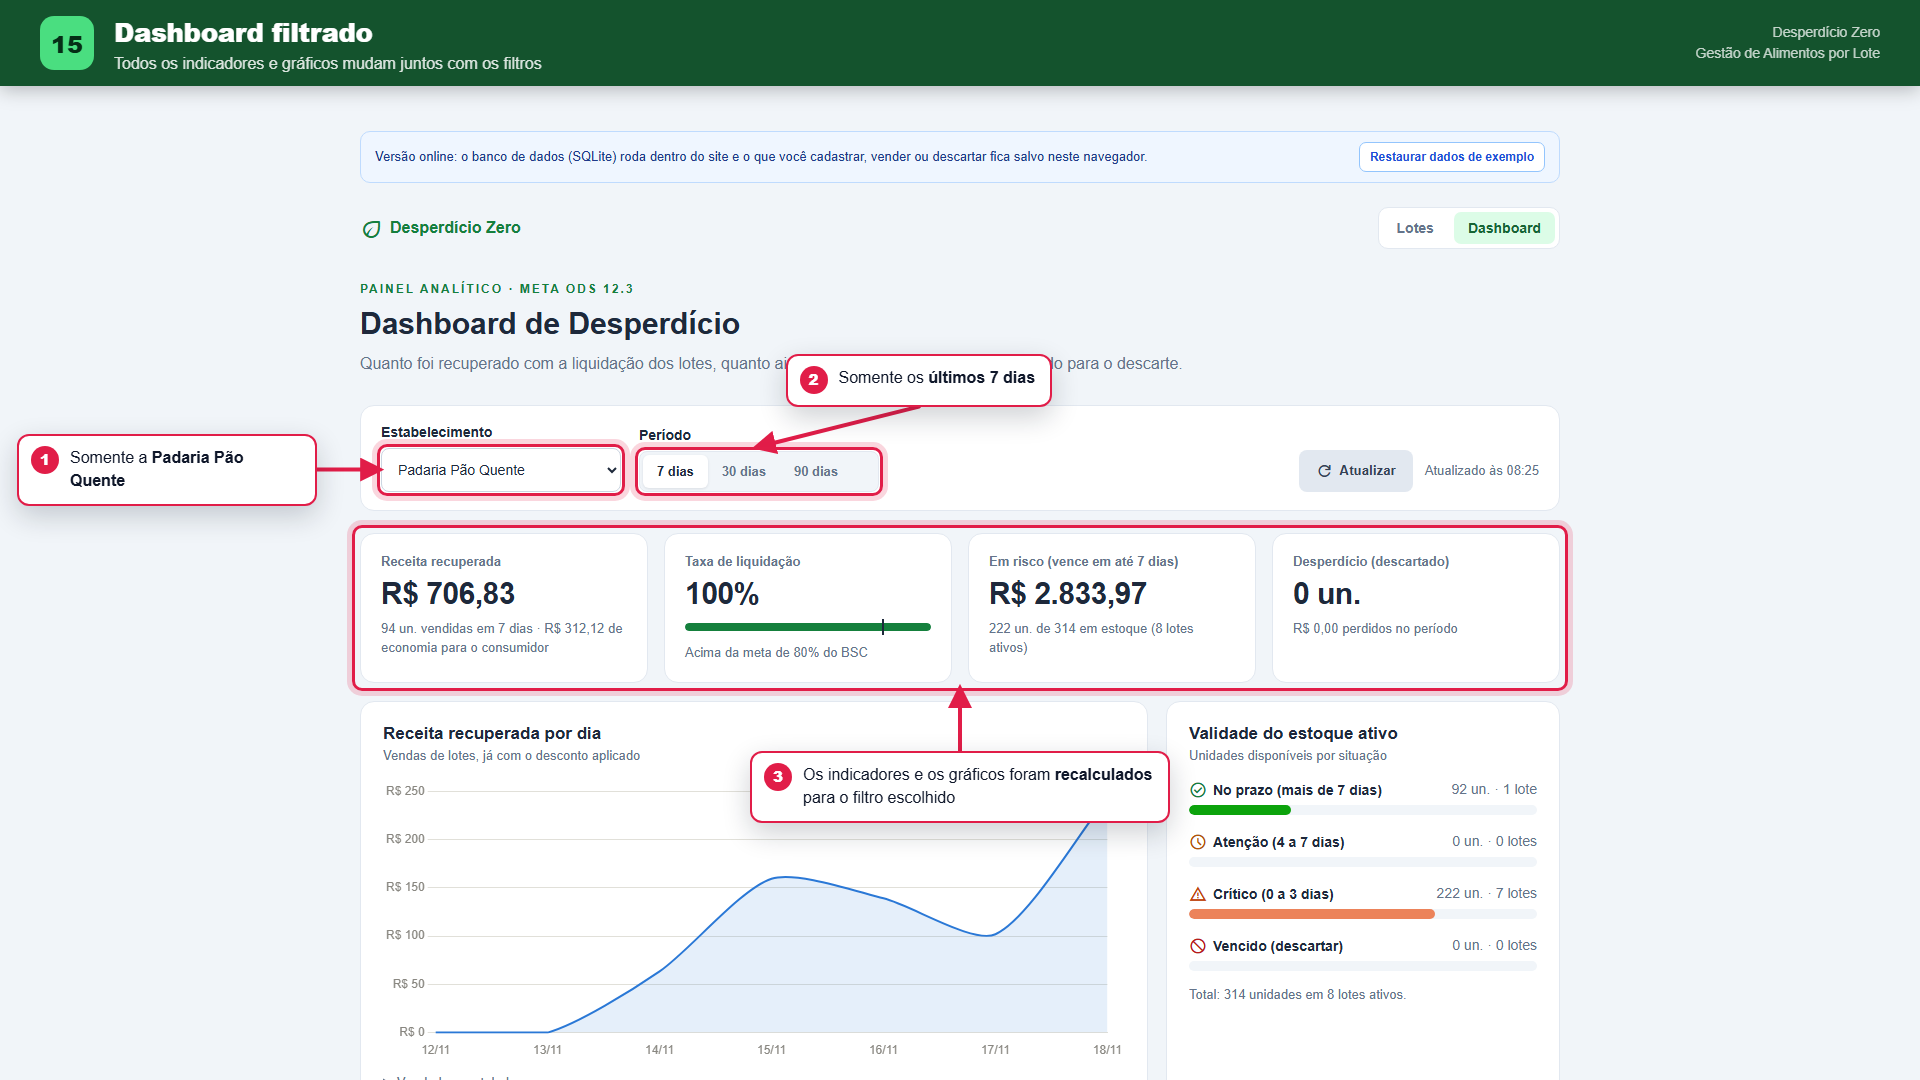 15
Dashboard filtrado
Todos os indicadores e gráficos mudam juntos com os filtros
Desperdício Zero
Gestão de Alimentos por Lote
Versão online: o banco de dados (SQLite) roda dentro do site e o que você cadastrar, vender ou descartar fica salvo neste navegador.
Restaurar dados de exemplo
Desperdício Zero
Lotes
Dashboard
PAINEL ANALÍTICO · META ODS 12.3
Dashboard de Desperdício
Quanto foi recuperado com a liquidação dos lotes, quanto
do para o descarte.
2 Somente os últimos 7 dias
1 Somente a Padaria Pão
Quente
Estabelecimento
Padaria Pão Quente
Período
7 dias
30 dias
90 dias
Atualizar
Atualizado às 08:25
Receita recuperada
R$ 706,83
94 un. vendidas em 7 dias · R$ 312,12 de
economia para o consumidor
Taxa de liquidação
100%
Acima da meta de 80% do BSC
Em risco (vence em até 7 dias)
R$ 2.833,97
222 un. de 314 em estoque (8 lotes
ativos)
Desperdício (descartado)
0 un.
R$ 0,00 perdidos no período
Receita recuperada por dia
Vendas de lotes, já com o desconto aplicado
3 Os indicadores e os gráficos foram recalculados
para o filtro escolhido
R$ 250
R$ 200
R$ 150
R$ 100
R$ 50
R$ 0
12/11
13/11
14/11
15/11
16/11
17/11
18/11
Validade do estoque ativo
Unidades disponíveis por situação
No prazo (mais de 7 dias)
92 un. · 1 lote
Atenção (4 a 7 dias)
0 un. · 0 lotes
Crítico (0 a 3 dias)
222 un. · 7 lotes
Vencido (descartar)
0 un. · 0 lotes
Total: 314 unidades em 8 lotes ativos.